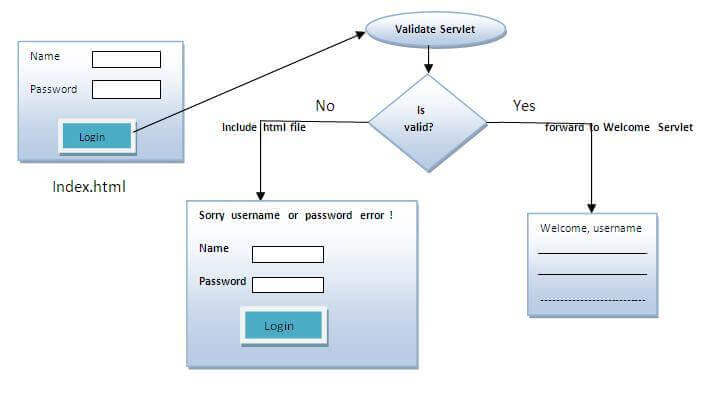 Validate Servlet
Name
Password
Login
Index.html
Is
valid?
No
Include html file
Yes
forward to Welcome Servlet
Sorry username or password error !
Name
Password
Login
Welcome, username